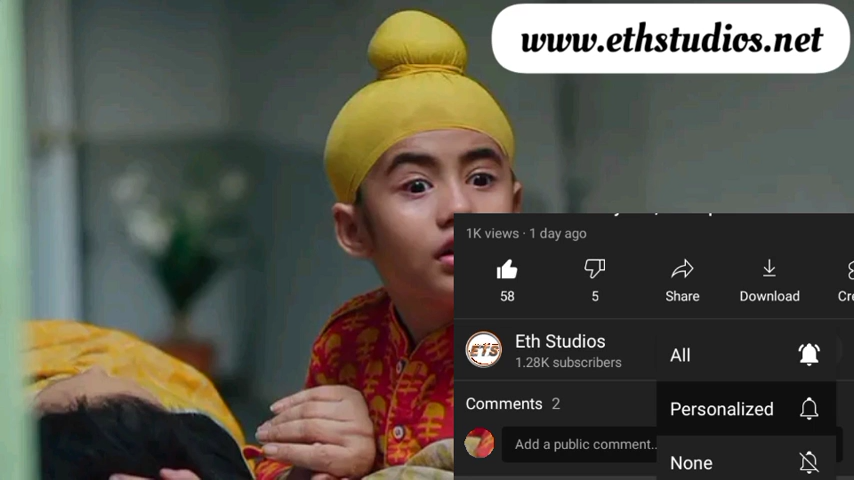 www.ethstudios.net
1K views · 1 day ago
58
5
Share
Download
Cre
ETS
Eth Studios
1.28K subscribers
All
Comments 2
Personalized
Add a public comment..
None